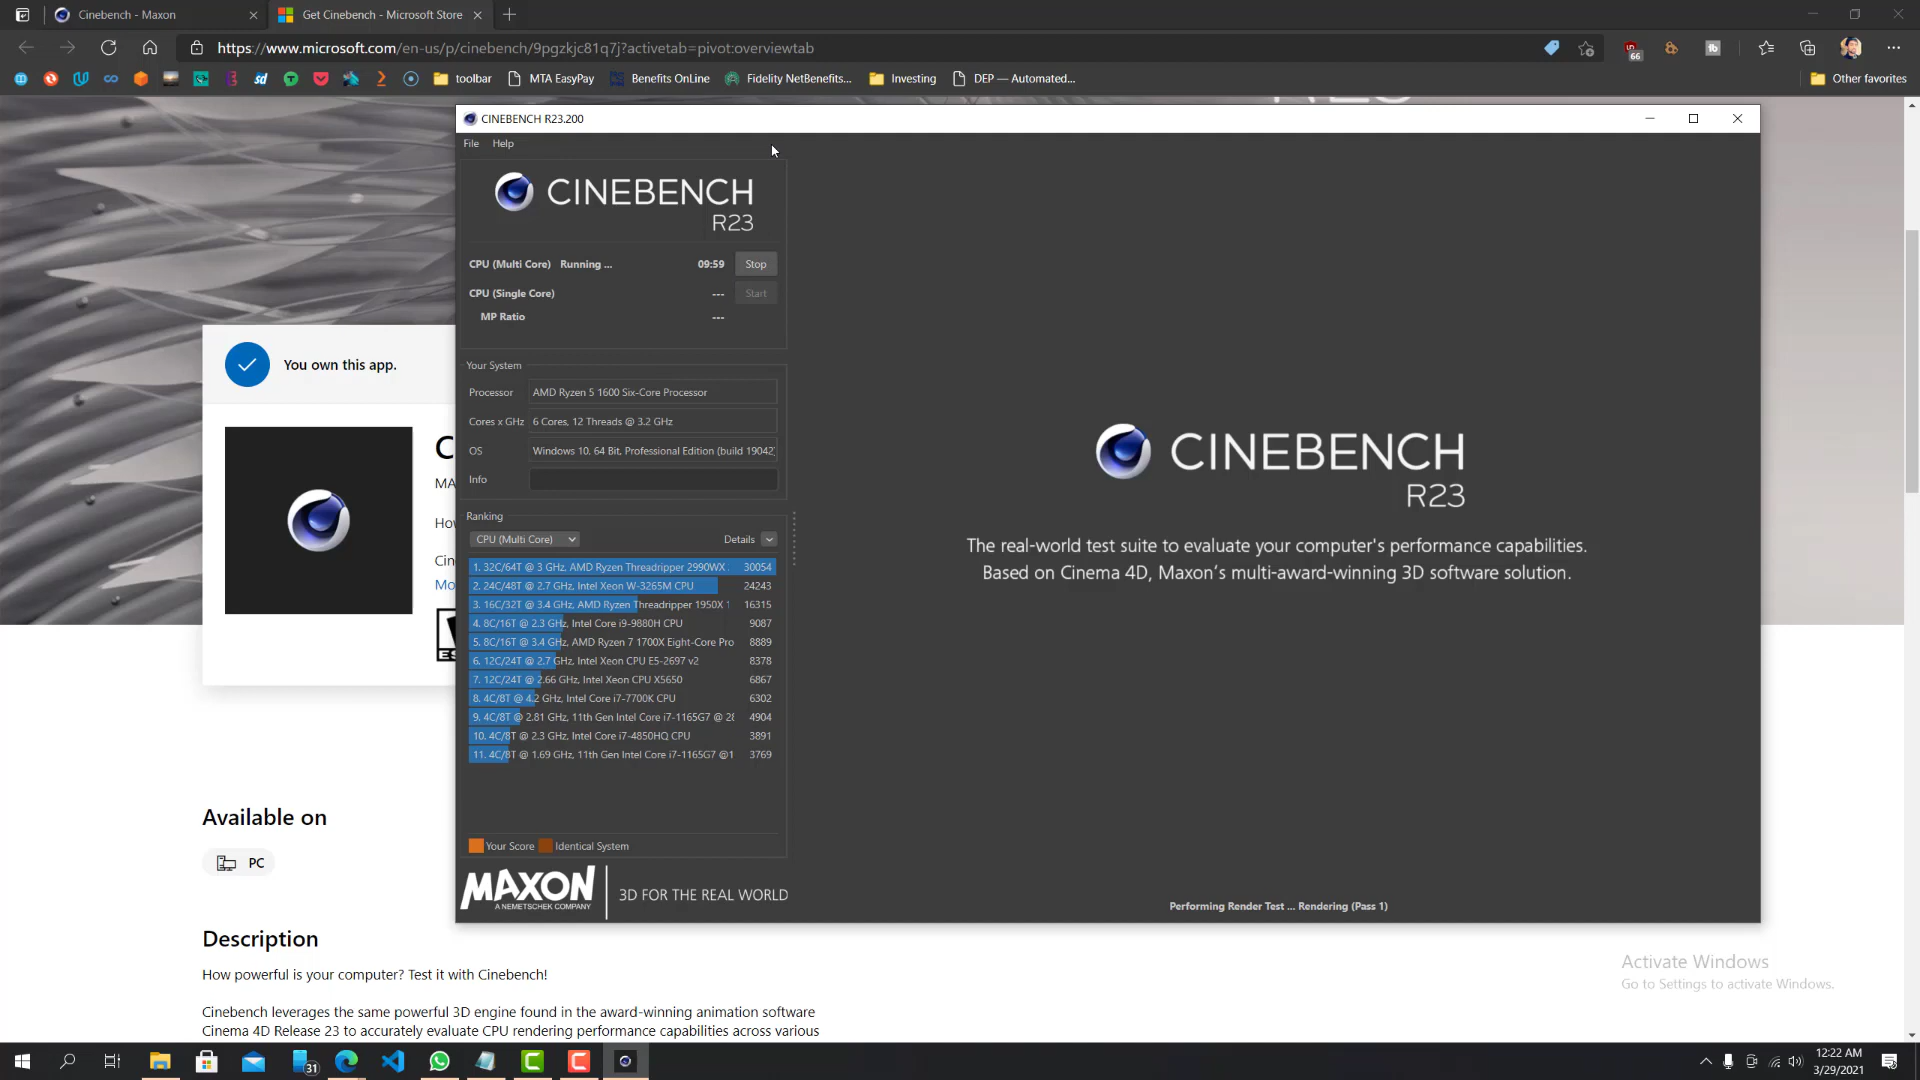 Cinebench - Maxon
Get Cinebench - Microsoft Store
https://www.microsoft.com/en-us/p/cinebench/9pgzkjc81q7j?activetab=pivot:overviewtab
66
toolbar
MTA EasyPay
Benefits OnLine
Fidelity NetBenefits...
Investing
DEP — Automated...
Other favorites
You own this app.
CINEBENCH R23.200
File Help
CINEBENCH
R23
CPU (Multi Core) Running ... 09:59 Stop
CPU (Single Core) --- Start
MP Ratio ---
Your System
Processor AMD Ryzen 5 1600 Six-Core Processor
Cores x GHz 6 Cores, 12 Threads @ 3.2 GHz
OS Windows 10, 64 Bit, Professional Edition (build 19042)
Info
Ranking
CPU (Multi Core) Details
1. 32C/64T @ 3 GHz, AMD Ryzen Threadripper 2990WX 30054
2. 24C/48T @ 2.7 GHz, Intel Xeon W-3265M CPU 24243
3. 16C/32T @ 3.4 GHz, AMD Ryzen Threadripper 1950X 1 16315
4. 8C/16T @ 2.3 GHz, Intel Core i9-9880H CPU 9087
5. 8C/16T @ 3.4 GHz, AMD Ryzen 7 1700X Eight-Core Pro 8889
6. 12C/24T @ 2.7 GHz, Intel Xeon CPU E5-2697 v2 8378
7. 12C/24T @ 2.66 GHz, Intel Xeon CPU X5650 6867
8. 4C/8T @ 4.2 GHz, Intel Core i7-7700K CPU 6302
9. 4C/8T @ 2.81 GHz, 11th Gen Intel Core i7-1165G7 @ 28 4904
10. 4C/8T @ 2.3 GHz, Intel Core i7-4850HQ CPU 3891
11. 4C/8T @ 1.69 GHz, 11th Gen Intel Core i7-1165G7 @1 3769
Your Score Identical System
MAXON
A NEMETSCHEK COMPANY
3D FOR THE REAL WORLD
CINEBENCH
R23
The real-world test suite to evaluate your computer's performance capabilities.
Based on Cinema 4D, Maxon's multi-award-winning 3D software solution.
Performing Render Test ... Rendering (Pass 1)
C
MA
Ho
Cin
Mo
Available on
PC
Description
How powerful is your computer? Test it with Cinebench!
Cinebench leverages the same powerful 3D engine found in the award-winning animation software
Cinema 4D Release 23 to accurately evaluate CPU rendering performance capabilities across various
Activate Windows
Go to Settings to activate Windows.
31
12:22 AM
3/29/2021